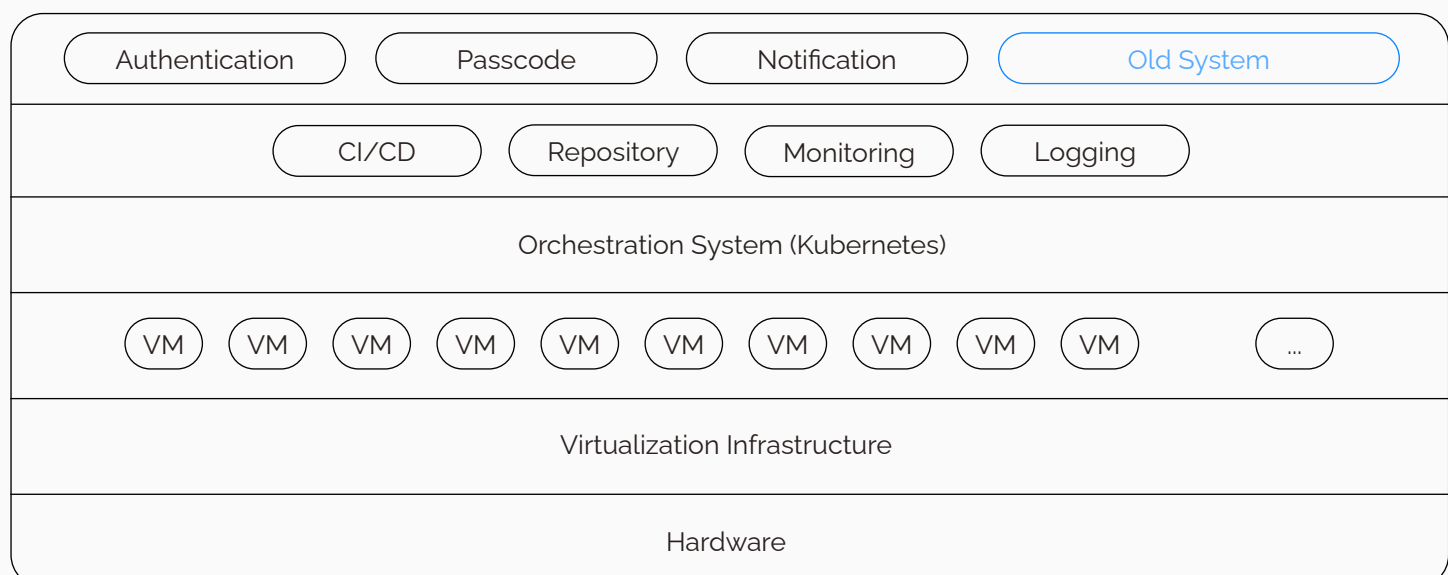 Authentication Passcode Notification Old System
CI/CD Repository Monitoring Logging
Orchestration System (Kubernetes)
VM VM VM VM VM VM VM VM VM VM ...
Virtualization Infrastructure
Hardware